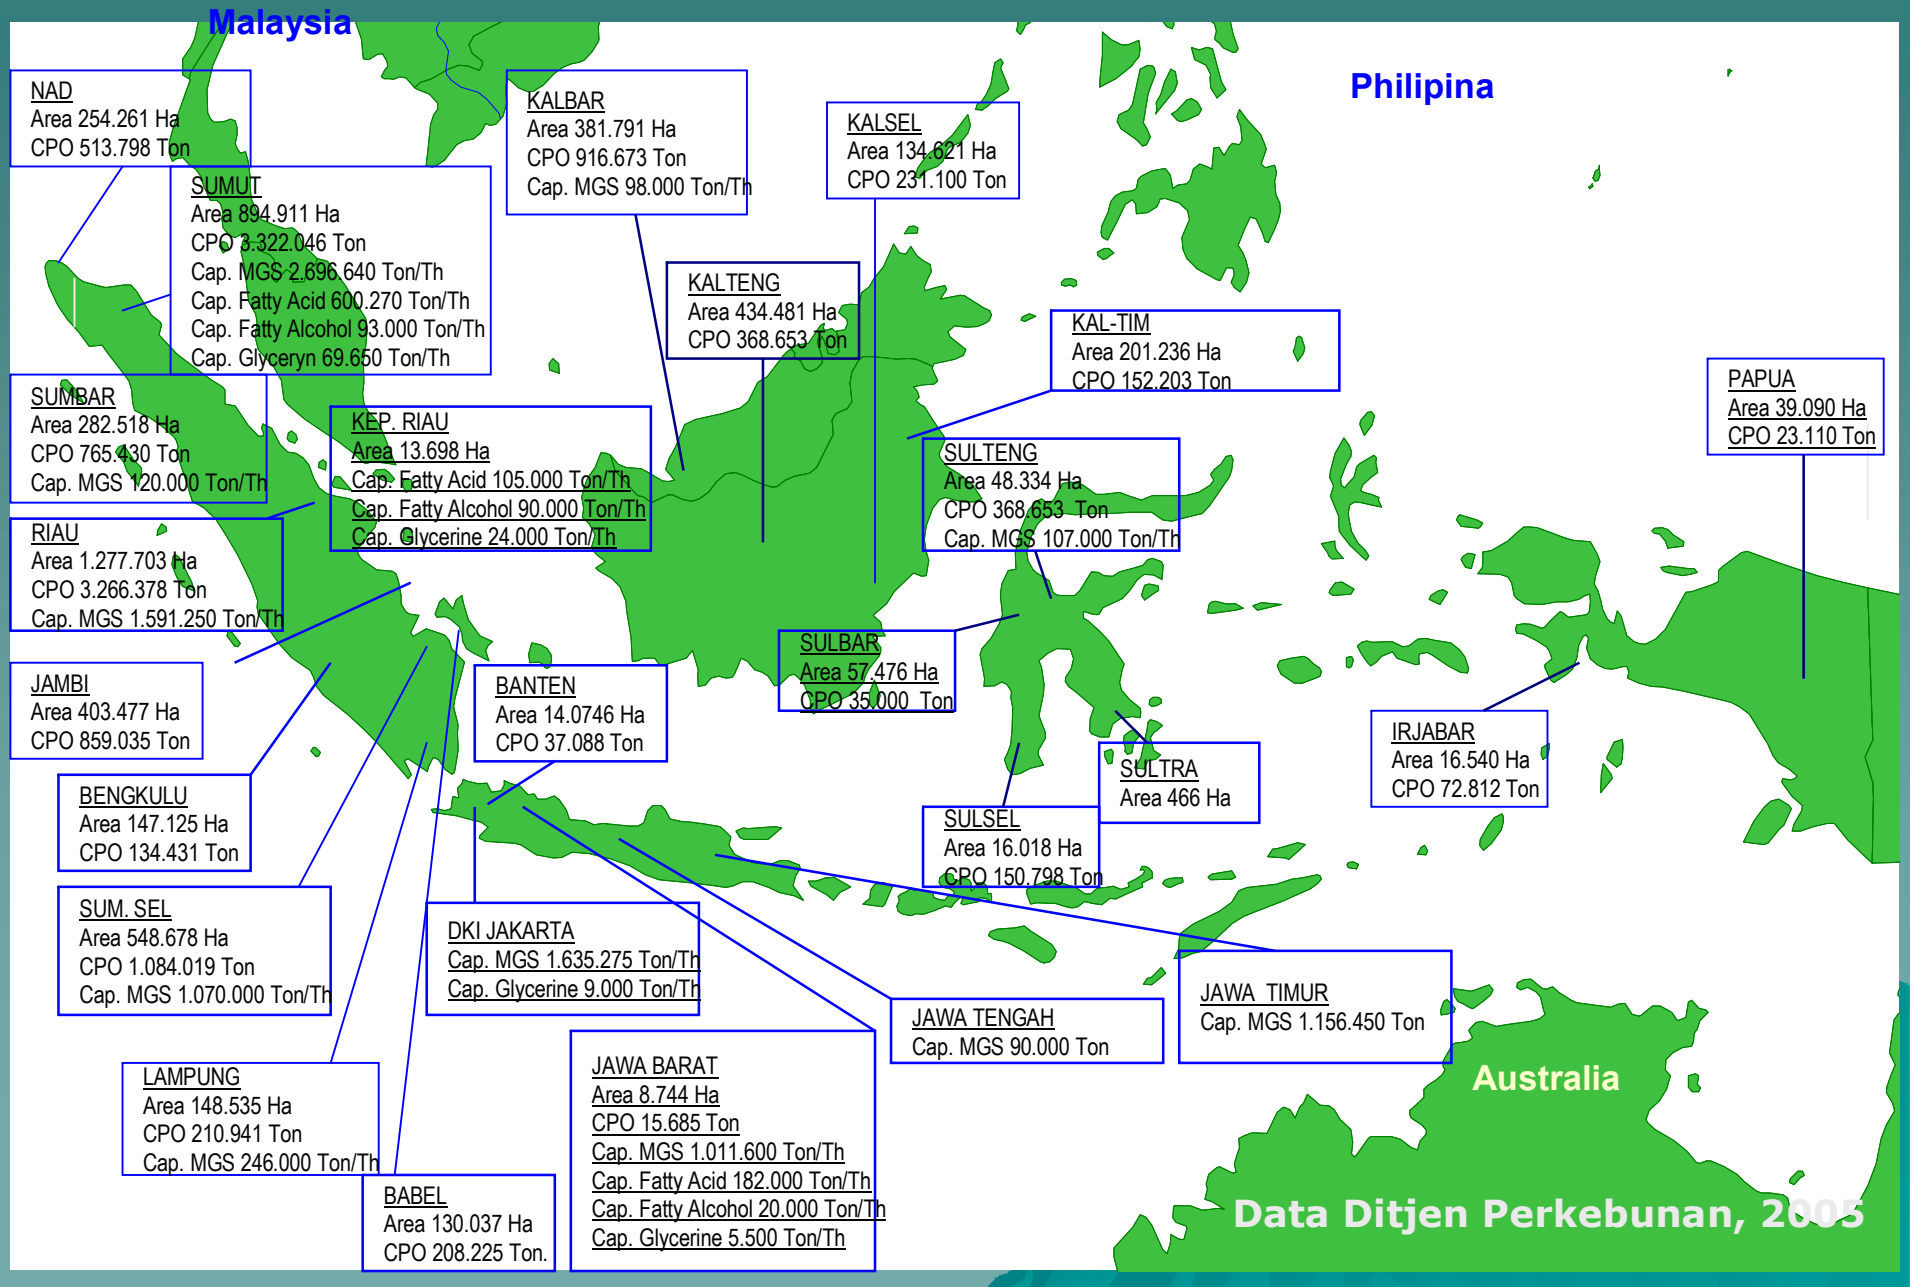 Malaysia
Philipina
NAD
Area 254.261 Ha
CPO 513.798 Ton
SUMUT
Area 894.911 Ha
CPO 3.322.046 Ton
Cap. MGS 2.696.640 Ton/Th
Cap. Fatty Acid 600.270 Ton/Th
Cap. Fatty Alcohol 93.000 Ton/Th
Cap. Glyceryn 69.650 Ton/Th
KALBAR
Area 381.791 Ha
CPO 916.673 Ton
Cap. MGS 98.000 Ton/Th
KALSEL
Area 134.621 Ha
CPO 231.100 Ton
KALTENG
Area 434.481 Ha
CPO 368.653 Ton
KAL-TIM
Area 201.236 Ha
CPO 152.203 Ton
PAPUA
Area 39.090 Ha
CPO 23.110 Ton
SUMBAR
Area 282.518 Ha
CPO 765.430 Ton
Cap. MGS 120.000 Ton/Th
KEP. RIAU
Area 13.698 Ha
Cap. Fatty Acid 105.000 Ton/Th
Cap. Fatty Alcohol 90.000 Ton/Th
Cap. Glycerine 24.000 Ton/Th
SULTENG
Area 48.334 Ha
CPO 368.653 Ton
Cap. MGS 107.000 Ton/Th
RIAU
Area 1.277.703 Ha
CPO 3.266.378 Ton
Cap. MGS 1.591.250 Ton/Th
SULBAR
Area 57.476 Ha
CPO 35.000 Ton
JAMBI
Area 403.477 Ha
CPO 859.035 Ton
BANTEN
Area 14.0746 Ha
CPO 37.088 Ton
IRJABAR
Area 16.540 Ha
CPO 72.812 Ton
SULTRA
Area 466 Ha
BENGKULU
Area 147.125 Ha
CPO 134.431 Ton
SULSEL
Area 16.018 Ha
CPO 150.798 Ton
SUM. SEL
Area 548.678 Ha
CPO 1.084.019 Ton
Cap. MGS 1.070.000 Ton/Th
DKI JAKARTA
Cap. MGS 1.635.275 Ton/Th
Cap. Glycerine 9.000 Ton/Th
JAWA TENGAH
Cap. MGS 90.000 Ton
JAWA TIMUR
Cap. MGS 1.156.450 Ton
LAMPUNG
Area 148.535 Ha
CPO 210.941 Ton
Cap. MGS 246.000 Ton/Th
JAWA BARAT
Area 8.744 Ha
CPO 15.685 Ton
Cap. MGS 1.011.600 Ton/Th
Cap. Fatty Acid 182.000 Ton/Th
Cap. Fatty Alcohol 20.000 Ton/Th
Cap. Glycerine 5.500 Ton/Th
Australia
BABEL
Area 130.037 Ha
CPO 208.225 Ton.
Data Ditjen Perkebunan, 2005